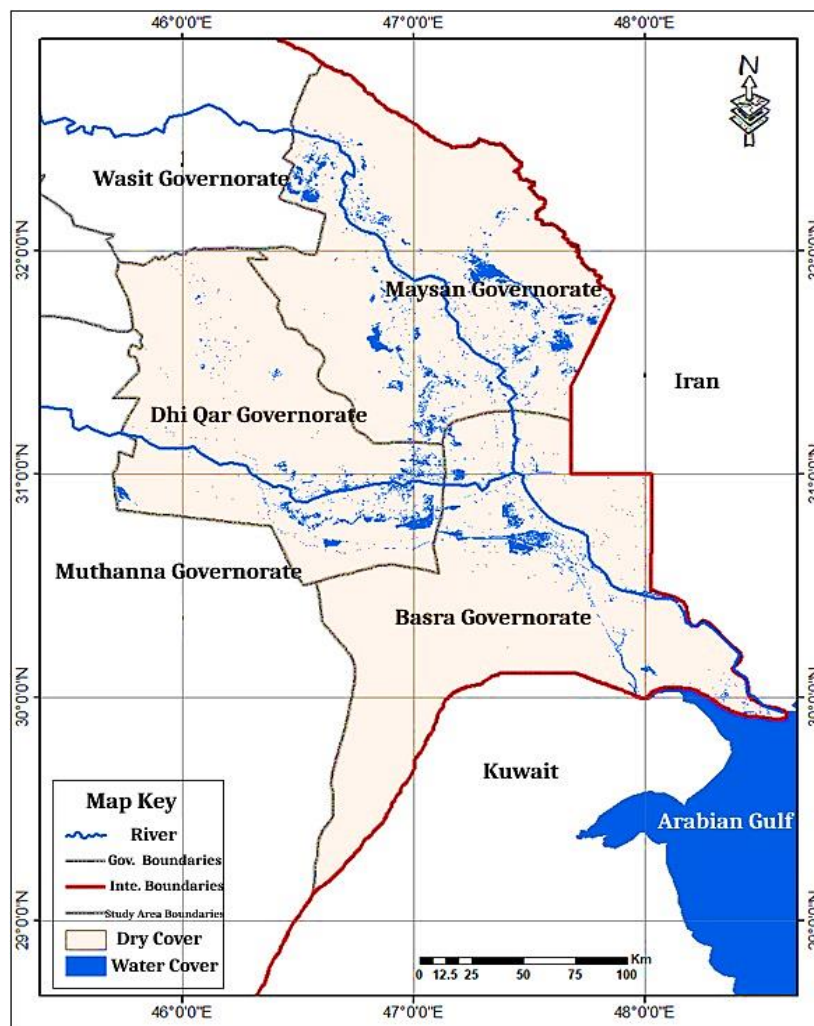 46°0'0"E 47°0'0"E 48°0'0"E
N
Wasit Governorate
32°0'0"N
Maysan Governorate
Iran
Dhi Qar Governorate
31°0'0"N
Muthanna Governorate
Basra Governorate
30°0'0"N
Kuwait
Map Key
River
Gov. Boundaries
Inte. Boundaries
Study Area Boundaries
Dry Cover
Water Cover
Arabian Gulf
29°0'0"N
Km
0 12.5 25 50 75 100
46°0'0"E 47°0'0"E 48°0'0"E